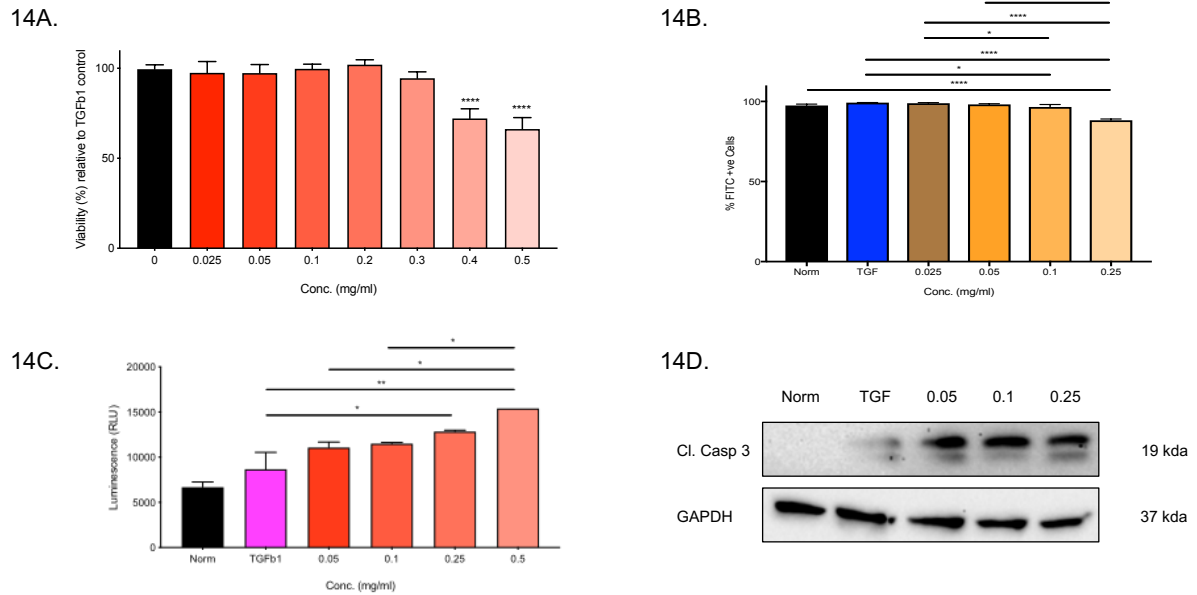 14A.
Viability (%) relative to TGFb1 control
100
50
0
****
****
0 0.025 0.05 0.1 0.2 0.3 0.4 0.5
Conc. (mg/ml)
14B.
****
*
****
*
****
% FITC +ve Cells
100
50
0
Norm TGF 0.025 0.05 0.1 0.25
Conc. (mg/ml)
14C.
*
*
**
*
Luminescence (RLU)
20000
15000
10000
5000
0
Norm TGFb1 0.05 0.1 0.25 0.5
Conc. (mg/ml)
14D.
Norm TGF 0.05 0.1 0.25
Cl. Casp 3 19 kda
GAPDH 37 kda